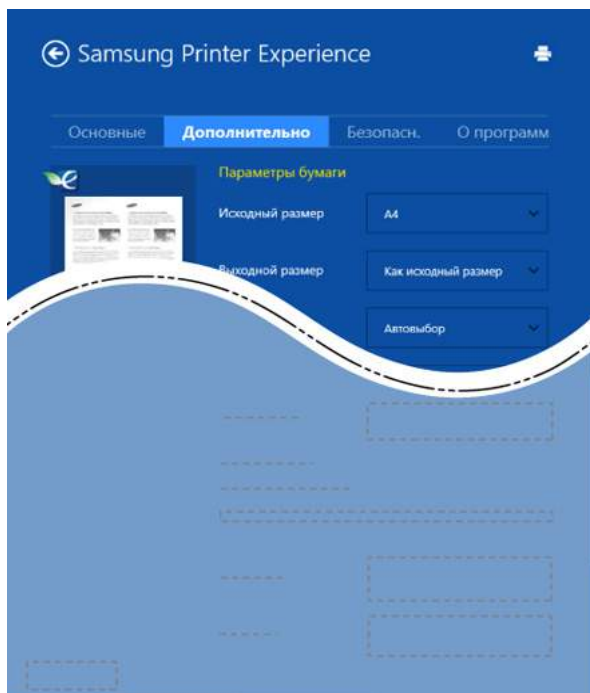 Samsung Printer Experience
Основные Дополнительно Безопасн. О программ
Параметры бумаги
Исходный размер A4
Выходной размер Как исходный размер
Автовыбор